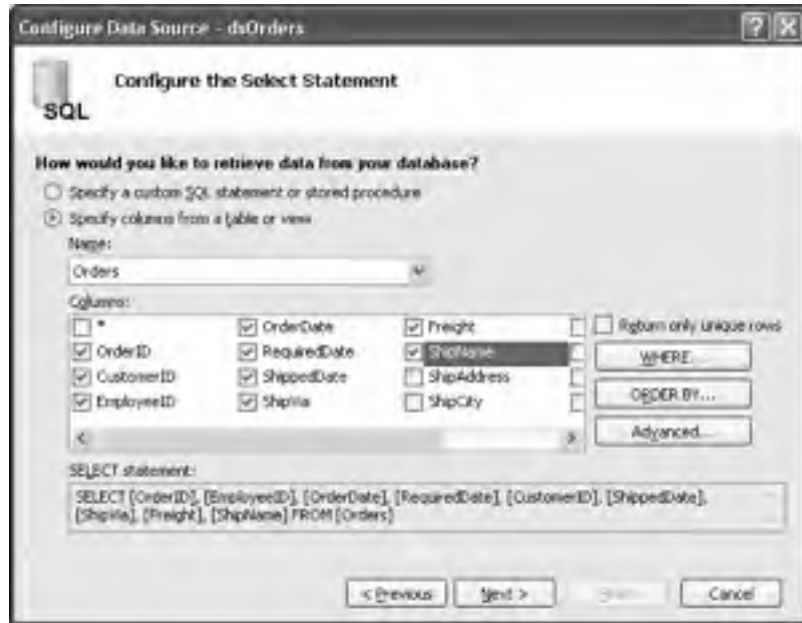 Configure Data Source - dsOrders
Configure the Select Statement
SQL
How would you like to retrieve data from your database?
Specify a custom SQL statement or stored procedure
Specify columns from a table or view
Name:
Orders
Columns:
* OrderDate Freight Return only unique rows
OrderID RequiredDate ShipName WHERE...
CustomerID ShippedDate ShipAddress ORDER BY...
EmployeeID ShipVia ShipCity
Advanced...
SELECT statement:
SELECT [OrderID], [EmployeeID], [OrderDate], [RequiredDate], [CustomerID], [ShippedDate],
[ShipVia], [Freight], [ShipName] FROM [Orders]
< Previous Next > Cancel